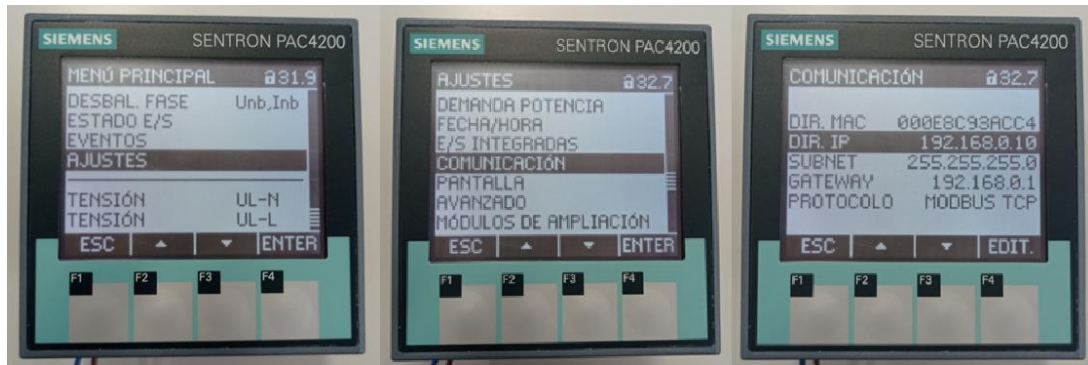 SIEMENS SENTRON PAC4200
MENÚ PRINCIPAL 31.9
DESBAL. FASE Unb,Inb
ESTADO E/S
EVENTOS
AJUSTES
TENSIÓN UL-N
TENSIÓN UL-L
ESC ENTER
F1 F2 F3 F4
SIEMENS SENTRON PAC4200
AJUSTES 32.7
DEMANDA POTENCIA
FECHA/HORA
E/S INTEGRADAS
COMUNICACIÓN
PANTALLA
AVANZADO
MÓDULOS DE AMPLIACIÓN
ESC ENTER
F1 F2 F3 F4
SIEMENS SENTRON PAC4200
COMUNICACIÓN 32.7
DIR. MAC 000E8C93ACC4
DIR. IP 192.168.0.10
SUBNET 255.255.255.0
GATEWAY 192.168.0.1
PROTOCOLO MODBUS TCP
ESC EDIT.
F1 F2 F3 F4